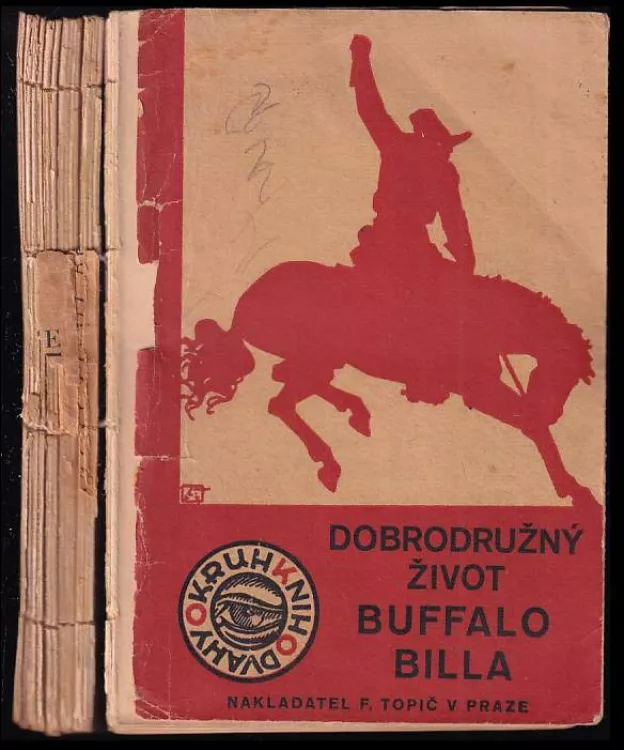 DOBRODRUŽNÝ
ŽIVOT
BUFFALO
BILLA
KRUH KNIH ODVAHY
NAKLADATEL F. TOPIČ V PRAZE
E